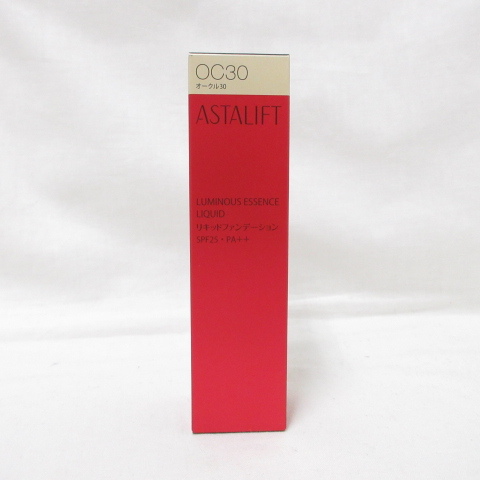 OC30
オークル30
ASTALIFT
LUMINOUS ESSENCE
LIQUID
リキッドファンデーション
SPF25・PA++